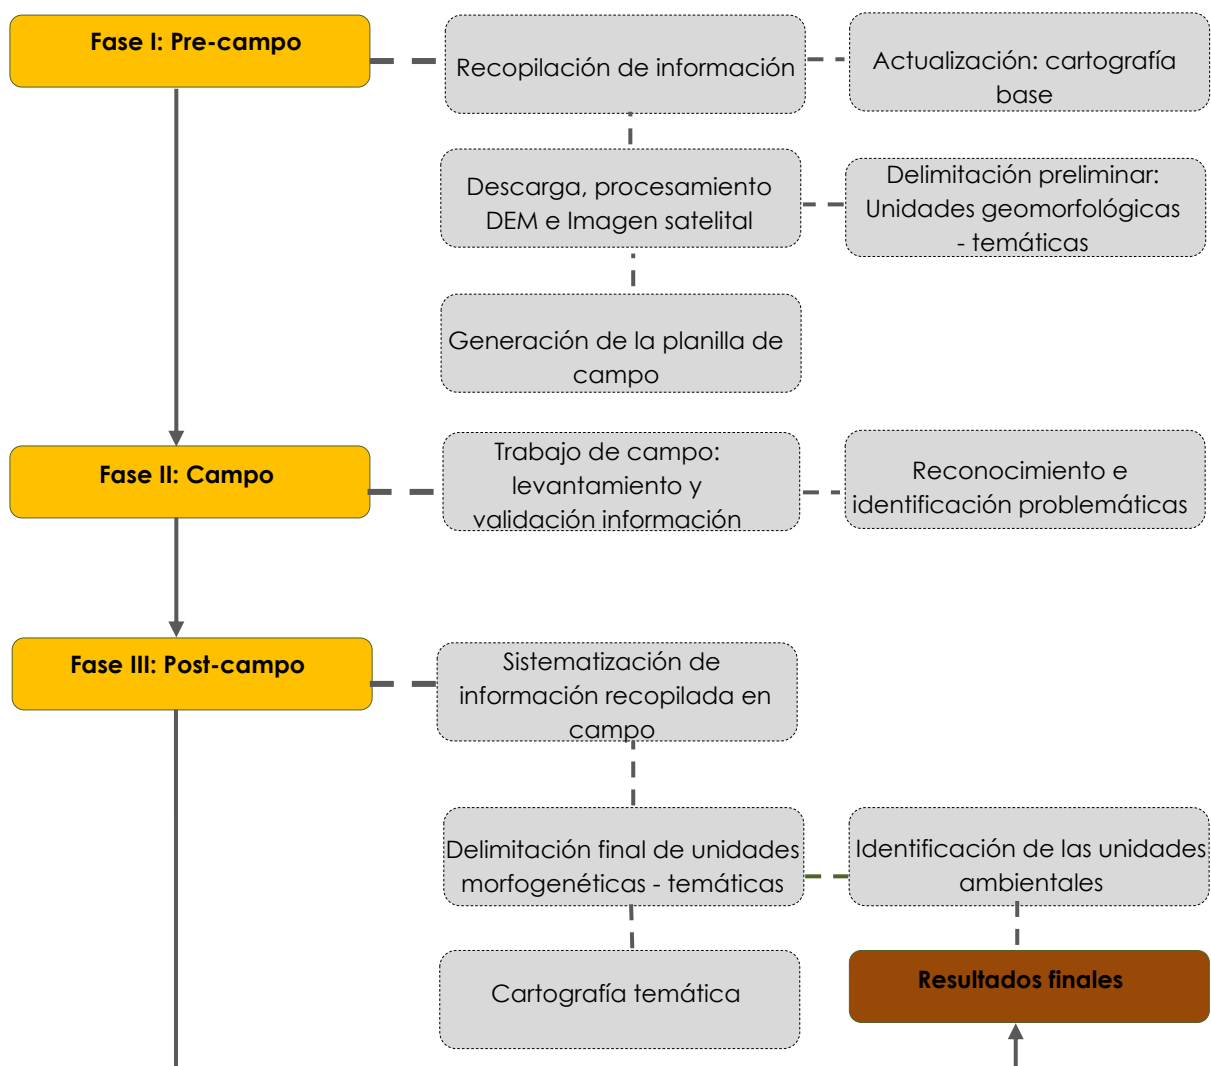 Fase I: Pre-campo
Recopilación de información
Actualización: cartografía
base
Descarga, procesamiento
DEM e Imagen satelital
Delimitación preliminar:
Unidades geomorfológicas
- temáticas
Generación de la planilla de
campo
Fase II: Campo
Trabajo de campo:
levantamiento y
validación información
Reconocimiento e
identificación problemáticas
Fase III: Post-campo
Sistematización de
información recopilada en
campo
Delimitación final de unidades
morfogenéticas - temáticas
Identificación de las unidades
ambientales
Cartografía temática
Resultados finales